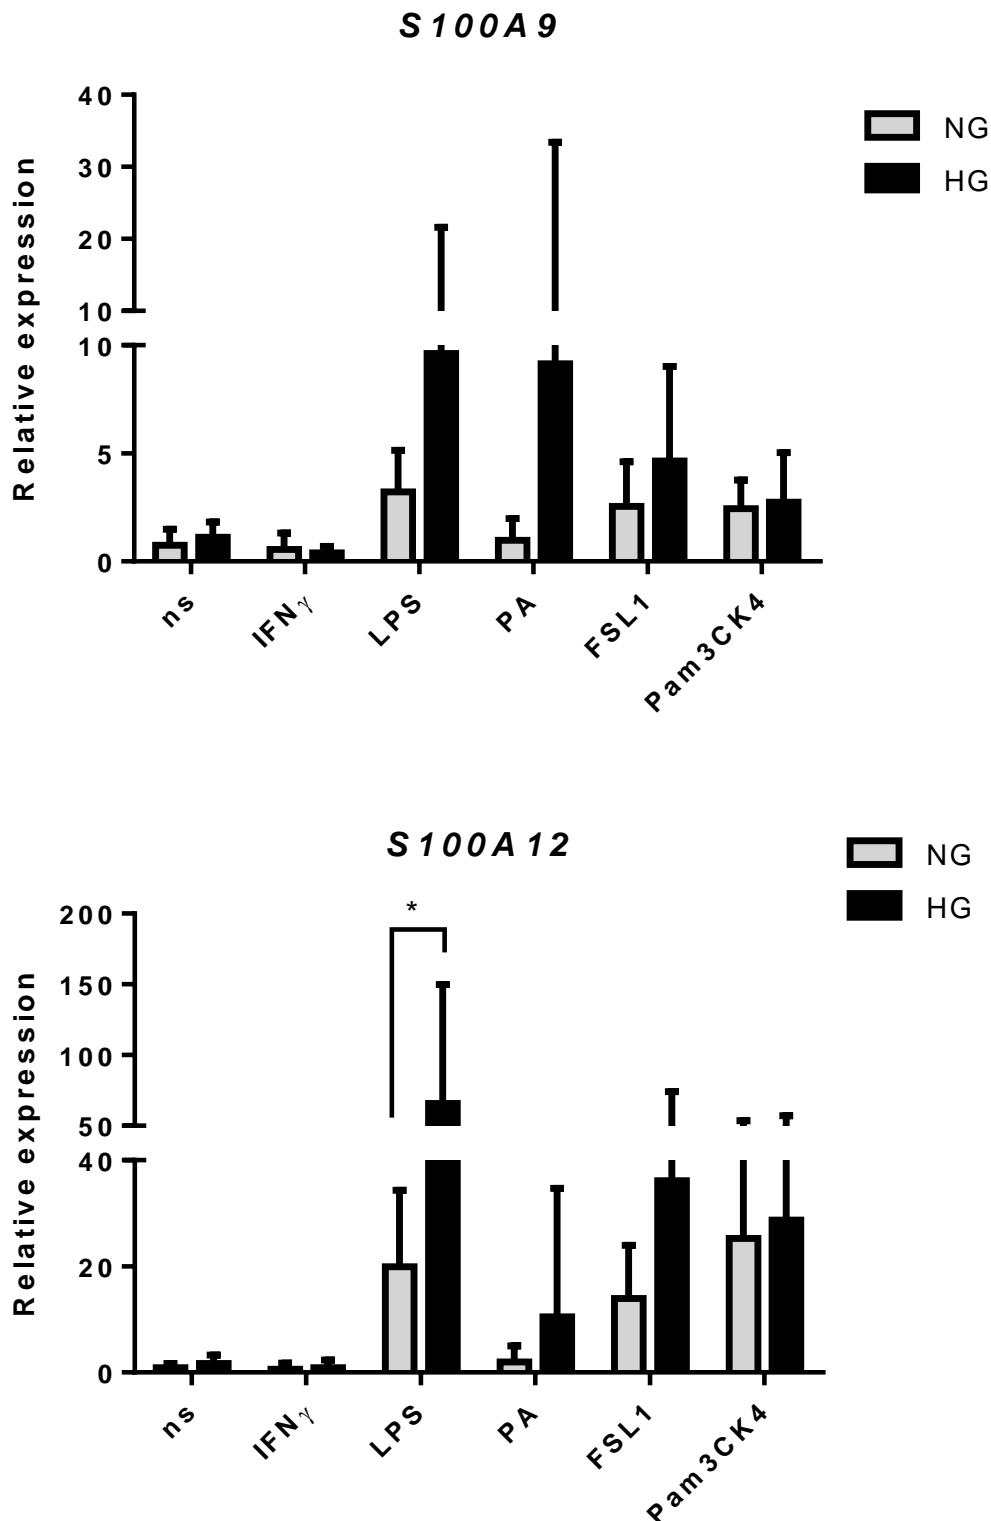 S100A9
Relative expression
40
30
20
10
10
5
0
NG
HG
ns
IFNγ
LPS
PA
FSL1
Pam3CK4
S100A12
Relative expression
200
150
100
50
40
20
0
*
NG
HG
ns
IFNγ
LPS
PA
FSL1
Pam3CK4